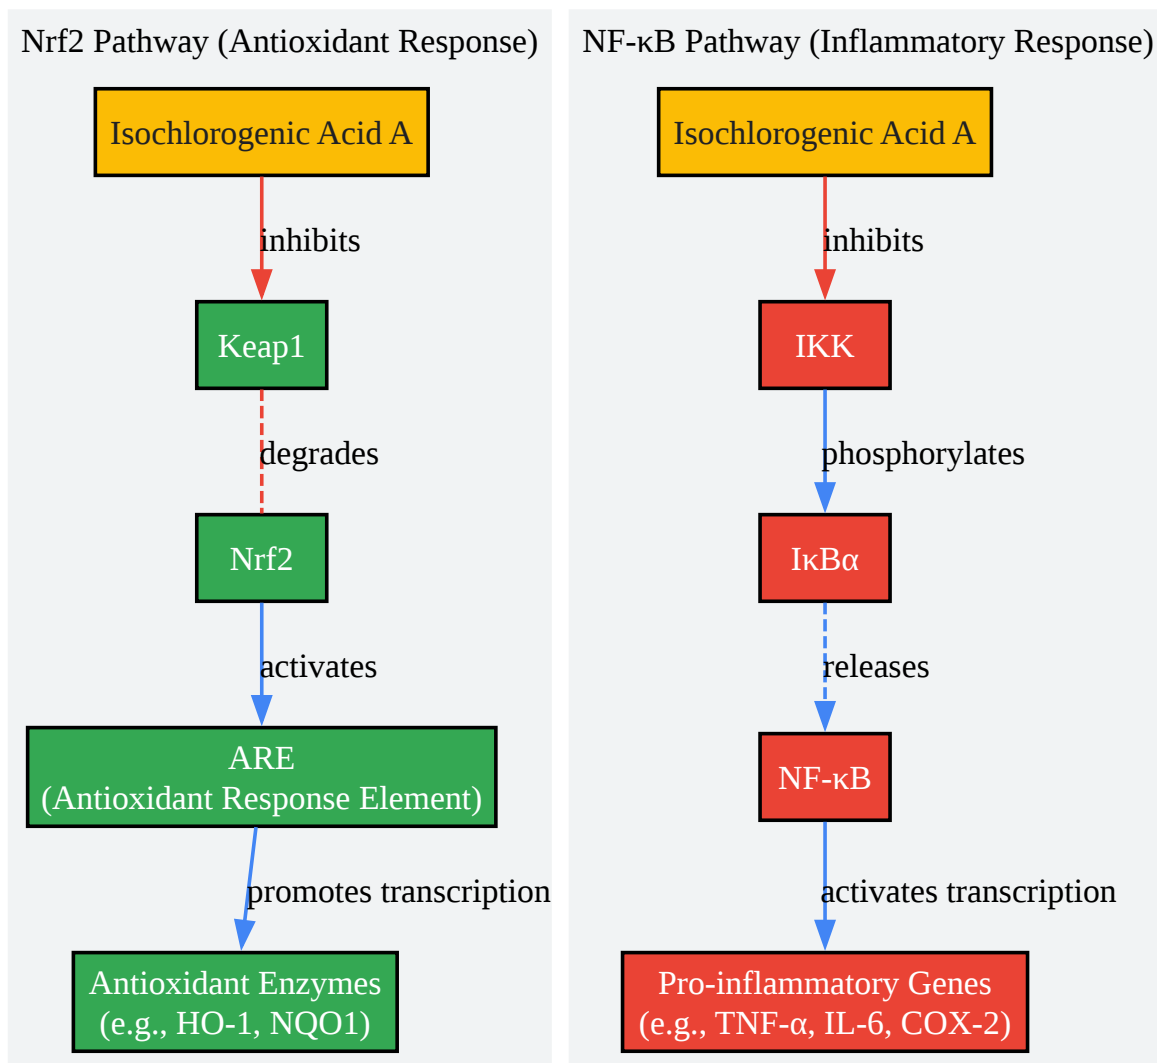 Nrf2 Pathway (Antioxidant Response)
Isochlorogenic Acid A
inhibits
Keap1
degrades
Nrf2
activates
ARE
(Antioxidant Response Element)
promotes transcription
Antioxidant Enzymes
(e.g., HO-1, NQO1)
NF-κB Pathway (Inflammatory Response)
Isochlorogenic Acid A
inhibits
IKK
phosphorylates
IκBα
releases
NF-κB
activates transcription
Pro-inflammatory Genes
(e.g., TNF-α, IL-6, COX-2)